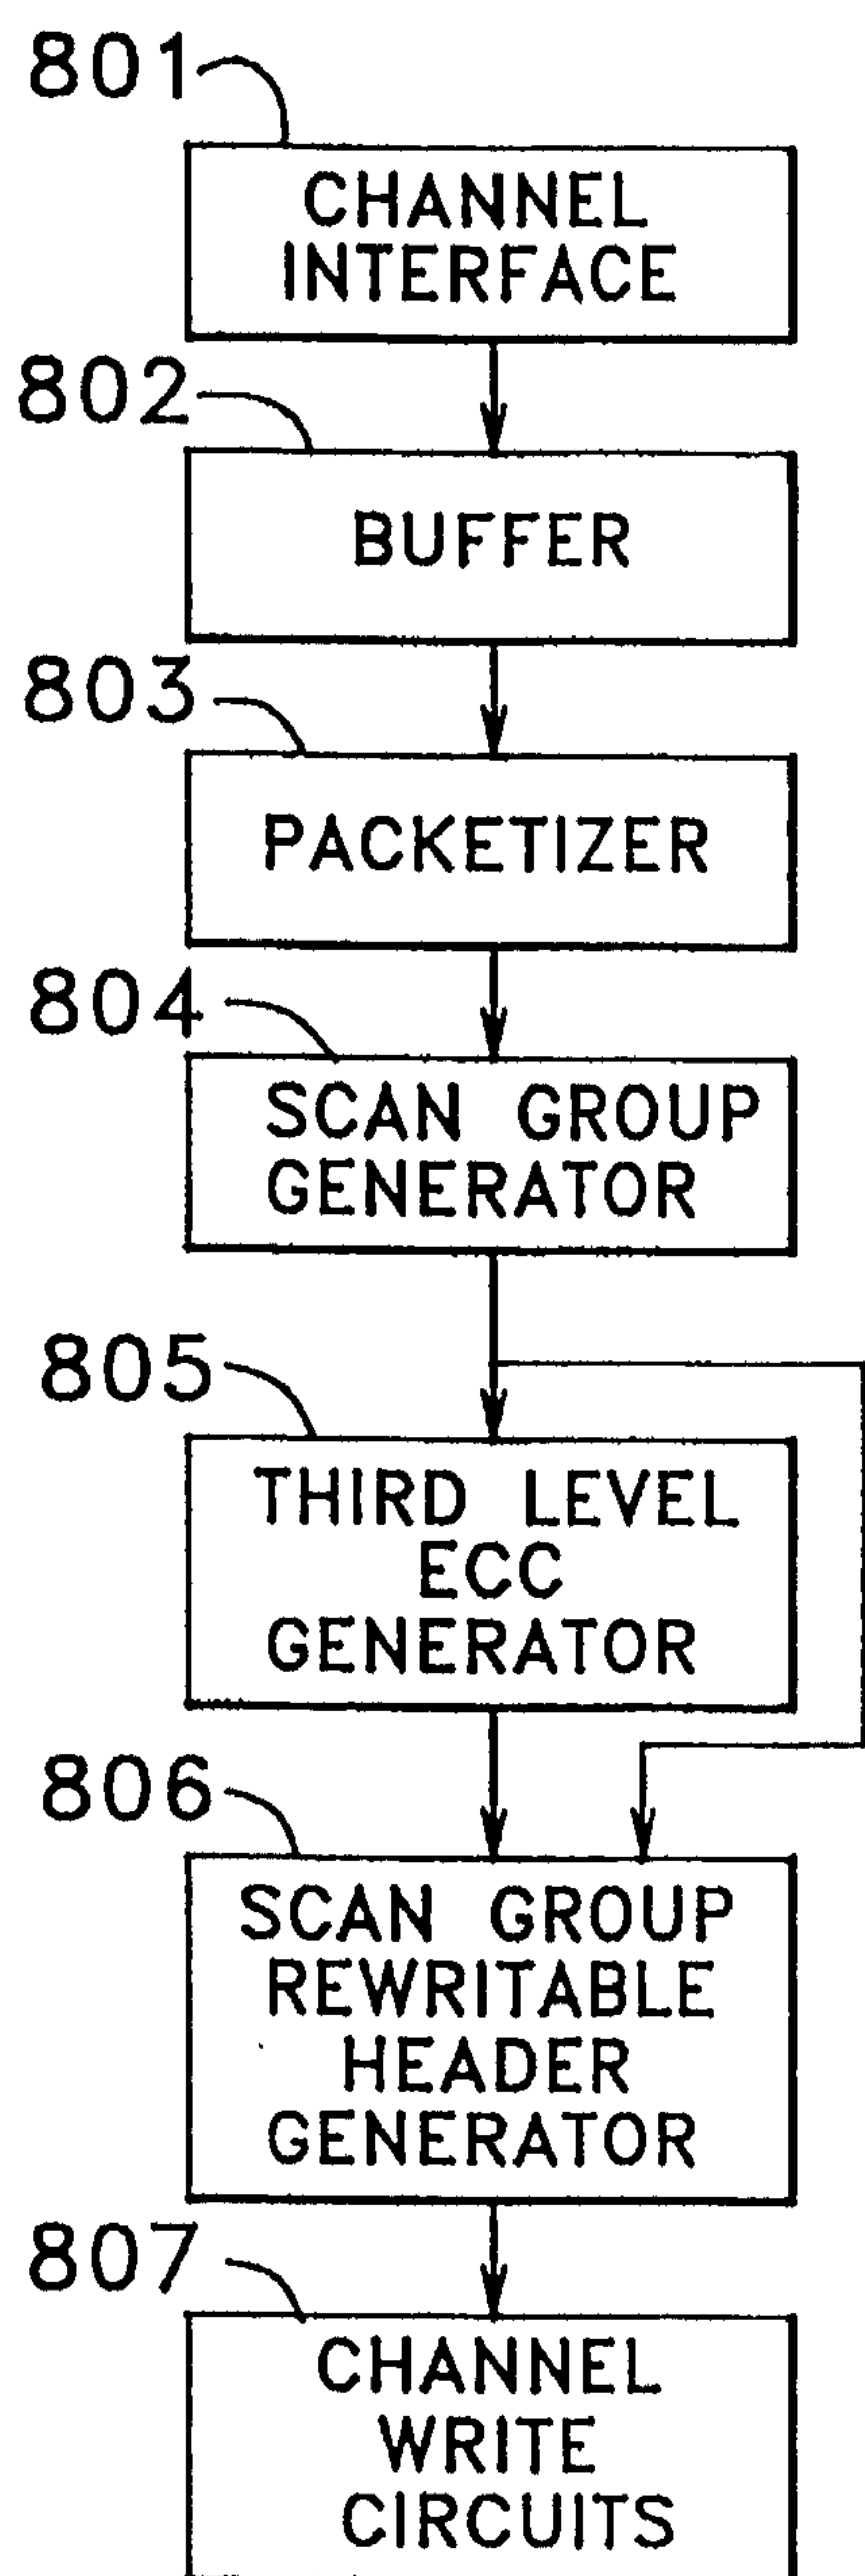 801
CHANNEL
INTERFACE
802
BUFFER
803
PACKETIZER
804
SCAN GROUP
GENERATOR
805
THIRD LEVEL
ECC
GENERATOR
806
SCAN GROUP
REWRITABLE
HEADER
GENERATOR
807
CHANNEL
WRITE
CIRCUITS